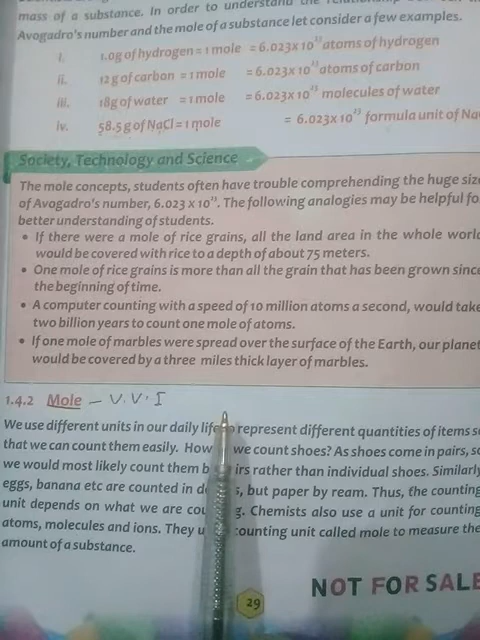 mass of a substance. In order to understand the relationship
Avogadro's number and the mole of a substance let consider a few examples.
i. 1.0g of hydrogen = 1 mole = 6.023x 10²³ atoms of hydrogen
ii. 12 g of carbon = 1 mole = 6.023x 10²³ atoms of carbon
iii. 18g of water = 1 mole = 6.023x 10²³ molecules of water
iv. 58.5 g of NaCl = 1 mole = 6.023x 10²³ formula unit of Na
Society, Technology and Science
The mole concepts, students often have trouble comprehending the huge size
of Avogadro's number, 6.023 x 10²³. The following analogies may be helpful fo
better understanding of students.
• If there were a mole of rice grains, all the land area in the whole world
would be covered with rice to a depth of about 75 meters.
• One mole of rice grains is more than all the grain that has been grown since
the beginning of time.
• A computer counting with a speed of 10 million atoms a second, would take
two billion years to count one mole of atoms.
• If one mole of marbles were spread over the surface of the Earth, our planet
would be covered by a three miles thick layer of marbles.
1.4.2 Mole – V.V.I
We use different units in our daily life represent different quantities of items s
that we can count them easily. How we count shoes? As shoes come in pairs, so
we would most likely count them b irs rather than individual shoes. Similarly
eggs, banana etc are counted in d s, but paper by ream. Thus, the counting
unit depends on what we are cou g. Chemists also use a unit for counting
atoms, molecules and ions. They u counting unit called mole to measure the
amount of a substance.
29
NOT FOR SALE